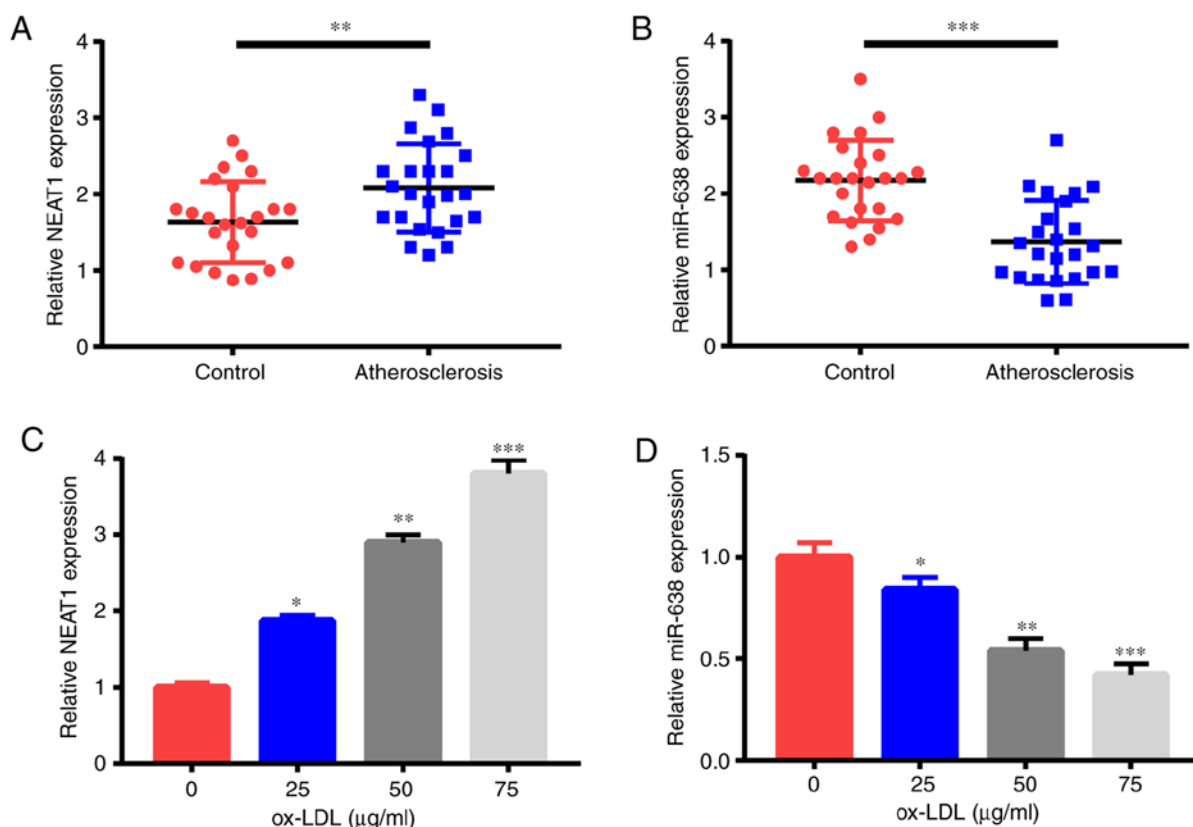 A
**
Relative NEAT1 expression
4
3
2
1
0
Control Atherosclerosis
B
***
Relative miR-638 expression
4
3
2
1
0
Control Atherosclerosis
C
Relative NEAT1 expression
4
3
2
1
0
*
**
***
0 25 50 75
ox-LDL (μg/ml)
D
Relative miR-638 expression
1.5
1.0
0.5
0.0
*
**
***
0 25 50 75
ox-LDL (μg/ml)